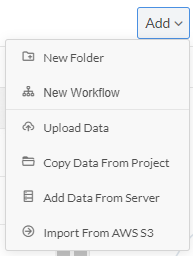 Add
New Folder
New Workflow
Upload Data
Copy Data From Project
Add Data From Server
Import From AWS S3